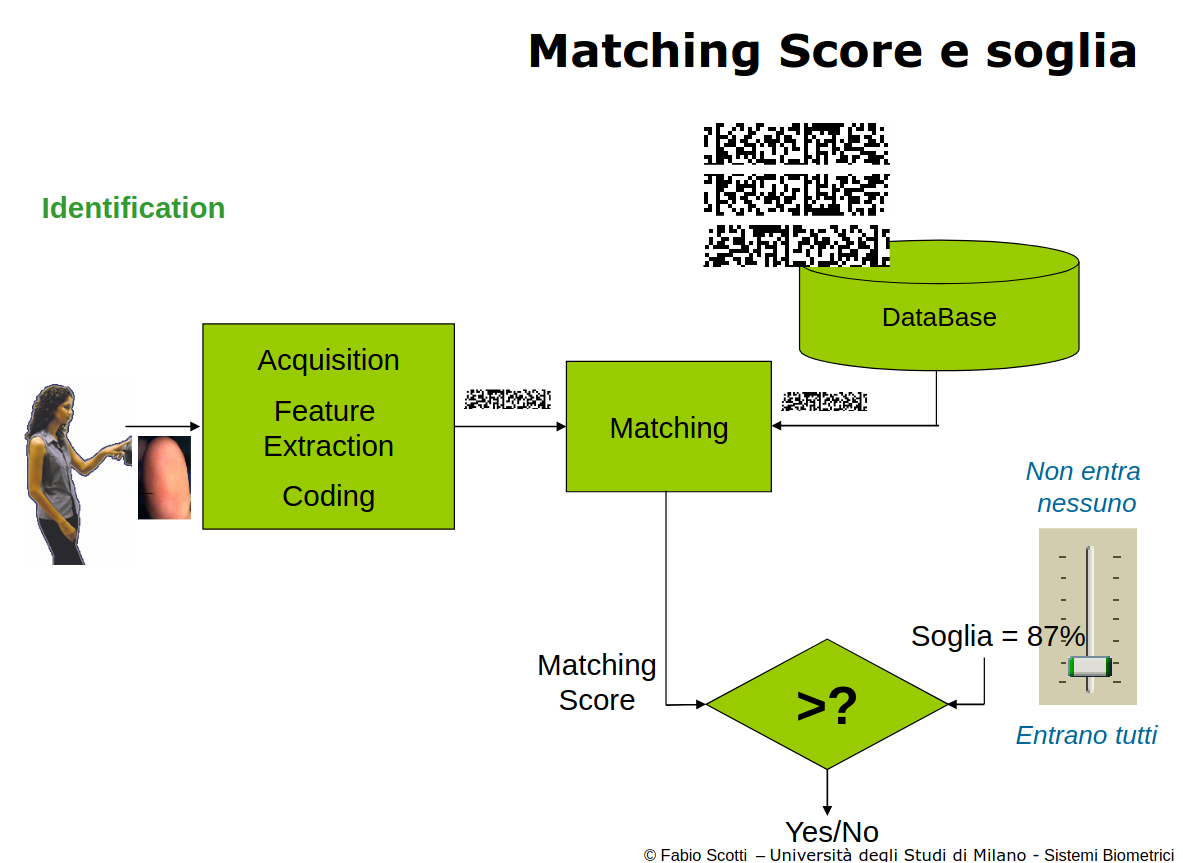 Matching Score e soglia
Identification
DataBase
Acquisition
Feature
Extraction
Coding
Matching
Non entra
nessuno
Soglia = 87%
Matching
Score
>?
Entrano tutti
Yes/No
© Fabio Scotti – Università degli Studi di Milano - Sistemi Biometrici